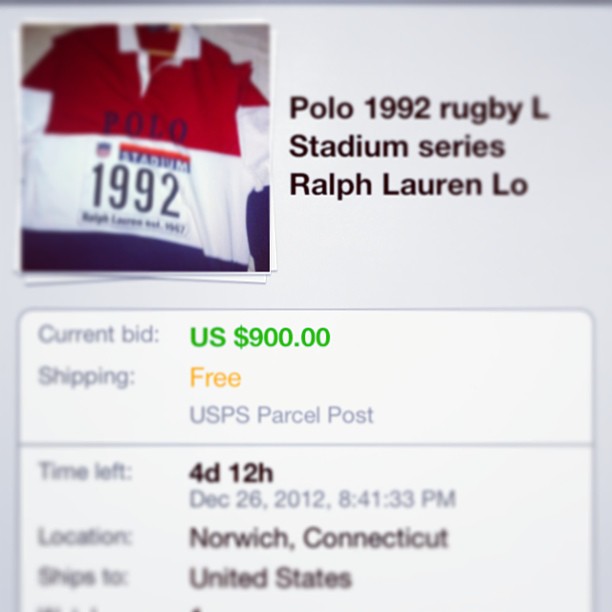 POLO
STADIUM
1992
Ralph Lauren est. 1967
Polo 1992 rugby L
Stadium series
Ralph Lauren Lo
Current bid:
US $900.00
Shipping:
Free
USPS Parcel Post
Time left:
4d 12h
Dec 26, 2012, 8:41:33 PM
Location:
Norwich, Connecticut
Ships to:
United States